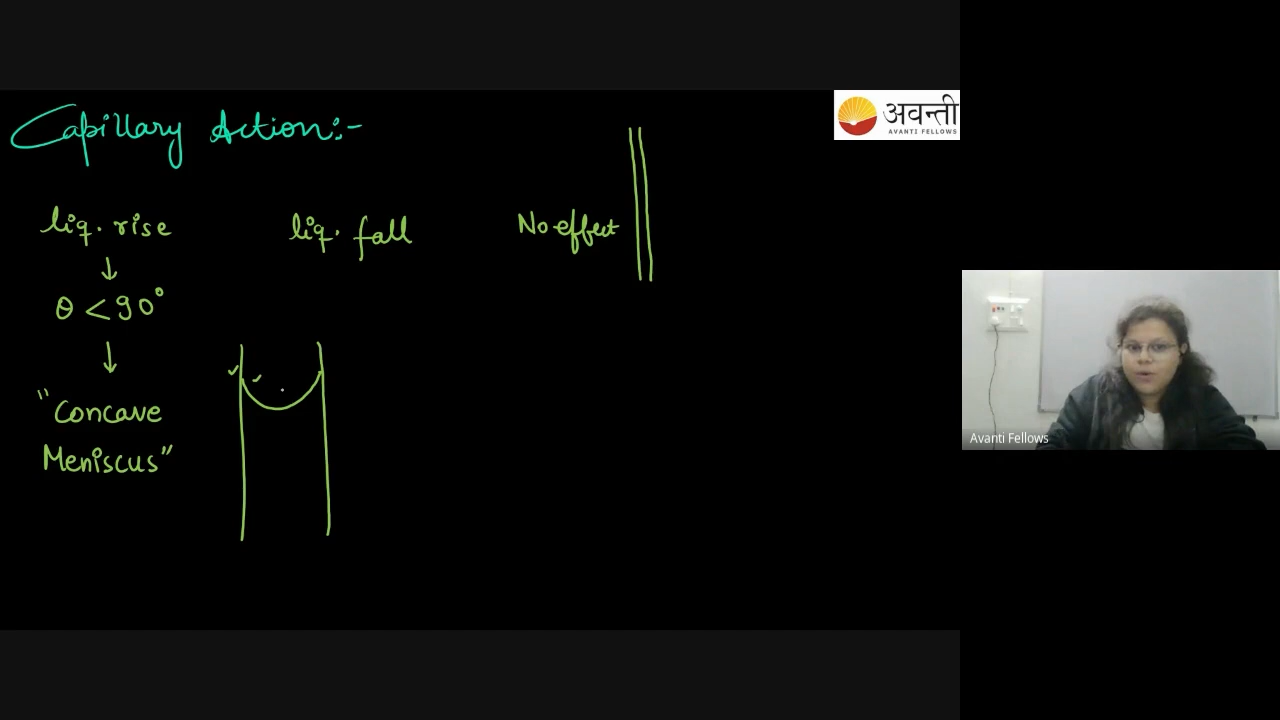 Capillary Action:-
liq. rise
liq. fall
No effect
↓
θ < 90°
↓
"Concave
Meniscus"
अवन्ती
AVANTI FELLOWS
Avanti Fellows